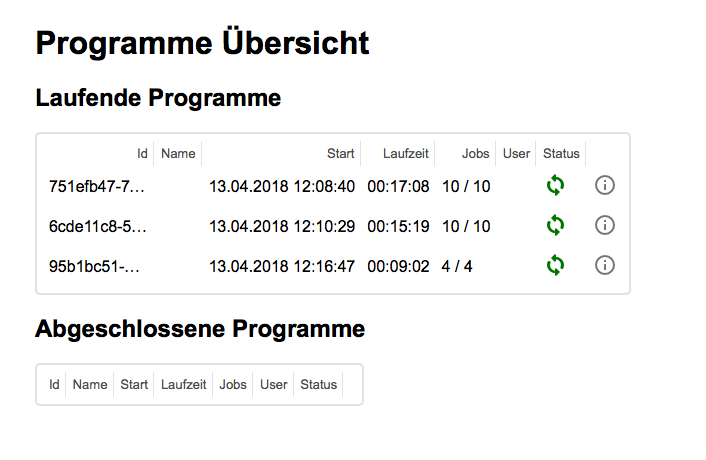 Programme Übersicht
Laufende Programme
Id Name Start Laufzeit Jobs User Status
751efb47-7... 13.04.2018 12:08:40 00:17:08 10 / 10
6cde11c8-5... 13.04.2018 12:10:29 00:15:19 10 / 10
95b1bc51-... 13.04.2018 12:16:47 00:09:02 4 / 4
Abgeschlossene Programme
Id Name Start Laufzeit Jobs User Status